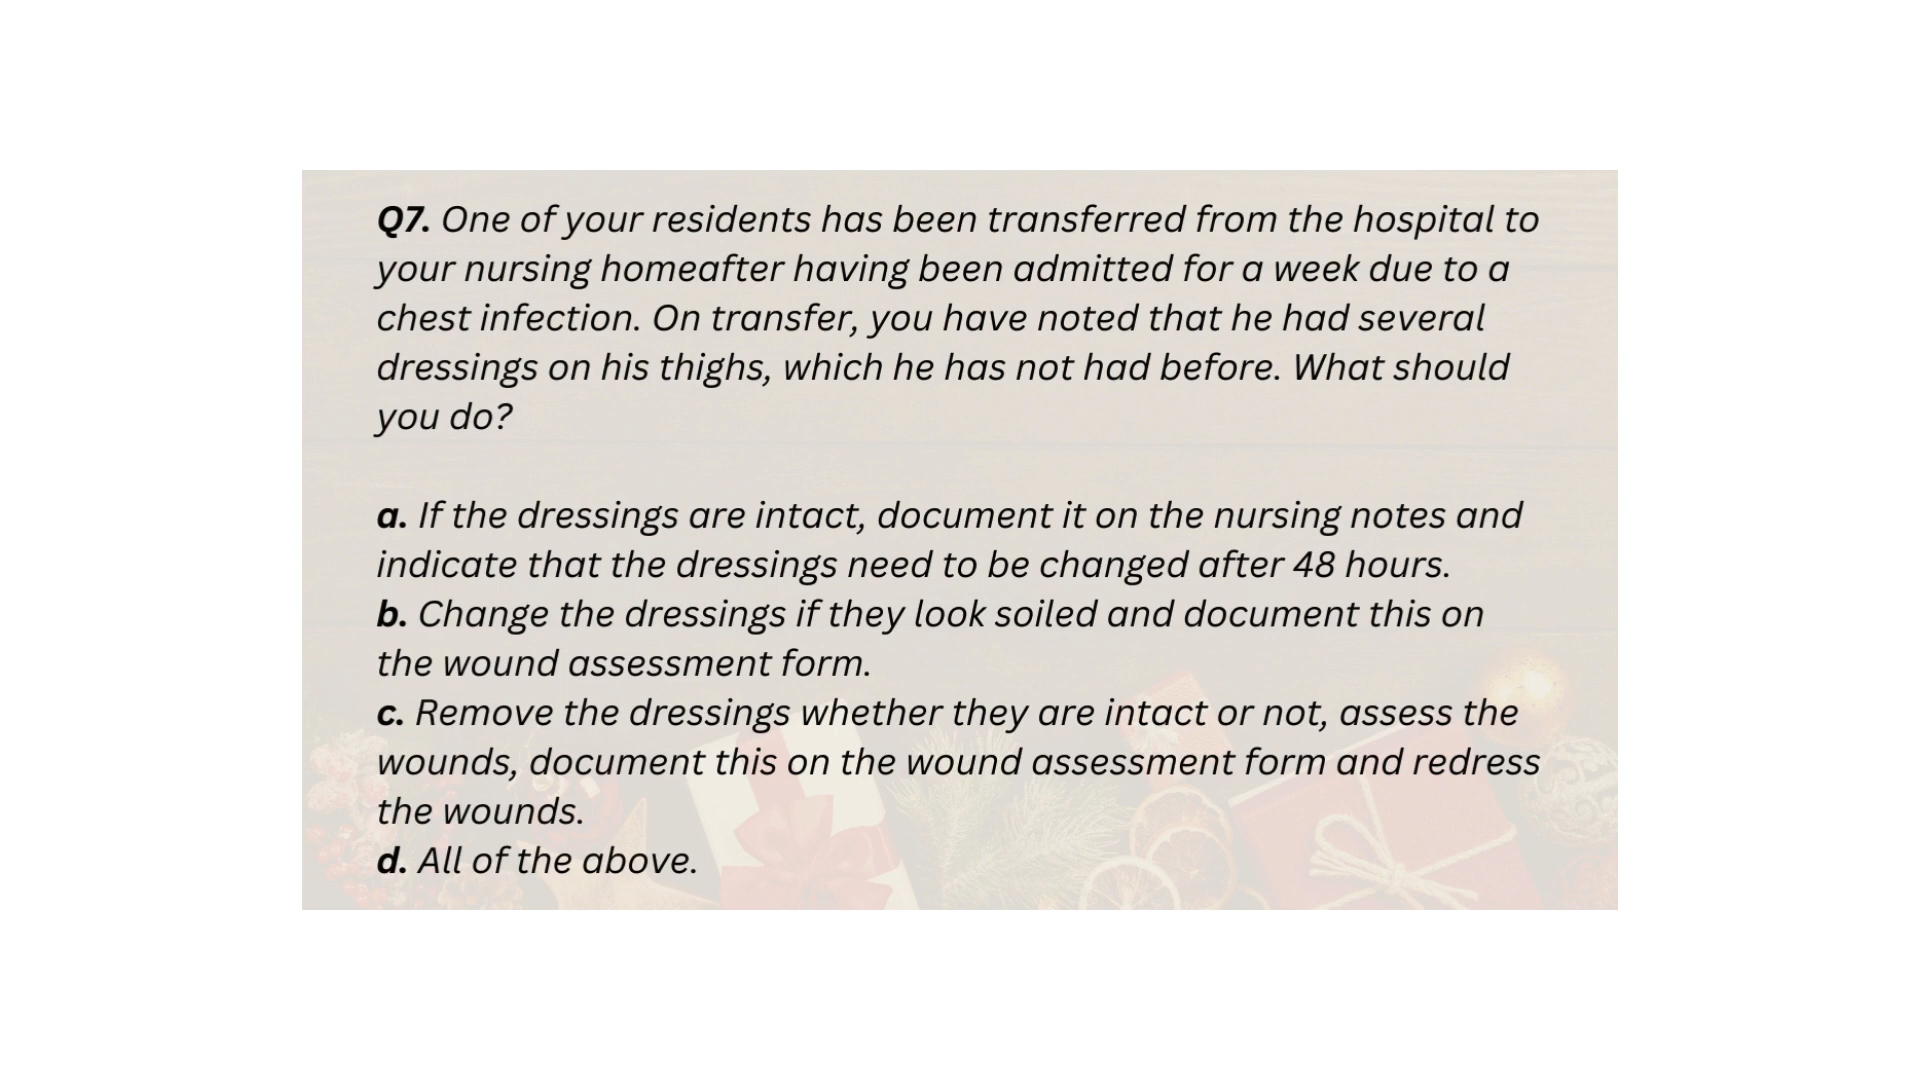 Q7. One of your residents has been transferred from the hospital to
your nursing homeafter having been admitted for a week due to a
chest infection. On transfer, you have noted that he had several
dressings on his thighs, which he has not had before. What should
you do?
a. If the dressings are intact, document it on the nursing notes and
indicate that the dressings need to be changed after 48 hours.
b. Change the dressings if they look soiled and document this on
the wound assessment form.
c. Remove the dressings whether they are intact or not, assess the
wounds, document this on the wound assessment form and redress
the wounds.
d. All of the above.